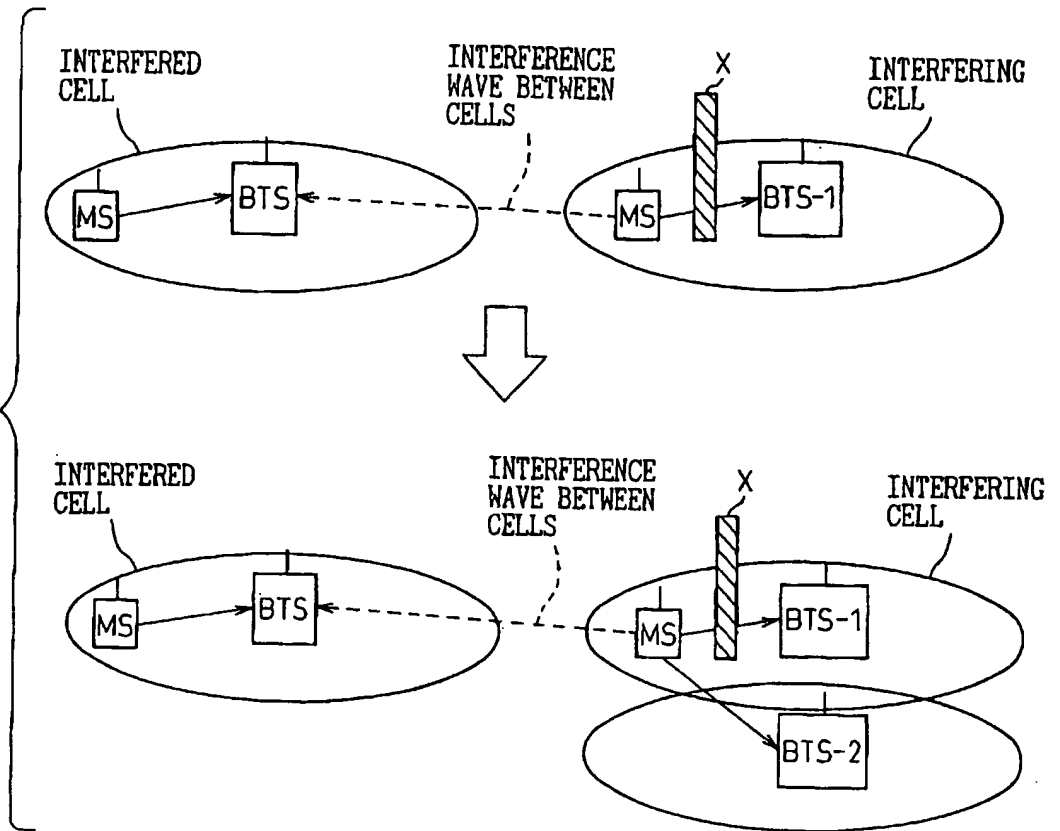 INTERFERED
CELL
INTERFERENCE
WAVE BETWEEN
CELLS
X
INTERFERING
CELL
MS
BTS
MS
BTS-1
INTERFERED
CELL
INTERFERENCE
WAVE BETWEEN
CELLS
X
INTERFERING
CELL
MS
BTS
MS
BTS-1
BTS-2